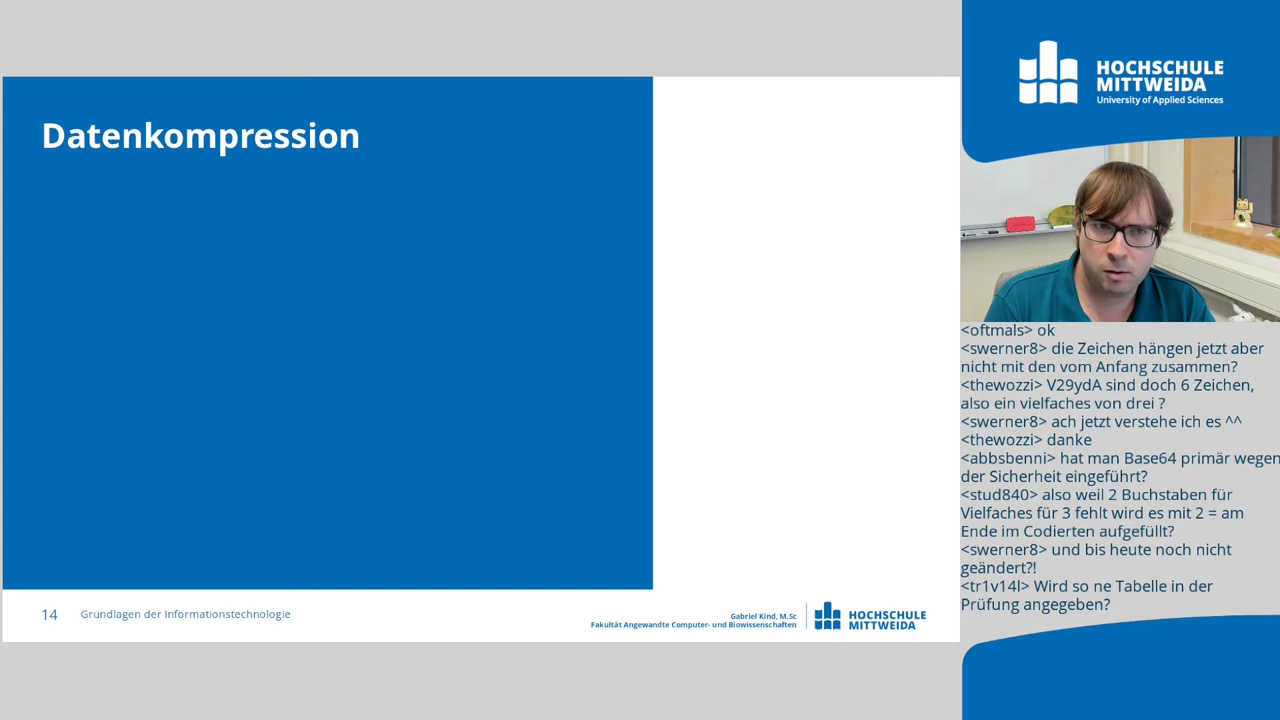 Datenkompression
14
Grundlagen der Informationstechnologie
Gabriel Kind, M.Sc
Fakultät Angewandte Computer- und Biowissenschaften
HOCHSCHULE
MITTWEIDA
HOCHSCHULE
MITTWEIDA
University of Applied Sciences
<oftmals> ok
<swerner8> die Zeichen hängen jetzt aber
nicht mit den vom Anfang zusammen?
<thewozzi> V29ydA sind doch 6 Zeichen,
also ein vielfaches von drei ?
<swerner8> ach jetzt verstehe ich es ^^
<thewozzi> danke
<abbsbenni> hat man Base64 primär wegen
der Sicherheit eingeführt?
<stud840> also weil 2 Buchstaben für
Vielfaches für 3 fehlt wird es mit 2 = am
Ende im Codierten aufgefüllt?
<swerner8> und bis heute noch nicht
geändert?!
<tr1v14l> Wird so ne Tabelle in der
Prüfung angegeben?